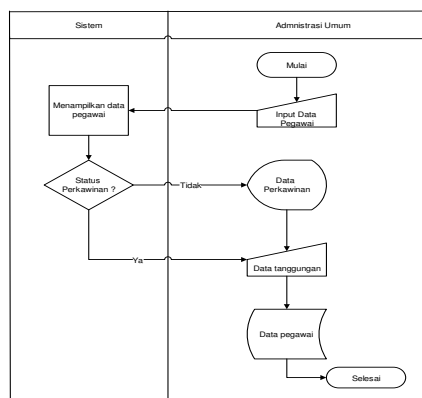 Sistem
Admnistrasi Umum
Mulai
Menampilkan data
pegawai
Input Data
Pegawai
Status
Perkawinan ?
Tidak
Data
Perkawinan
Ya
Data tanggungan
Data pegawai
Selesai